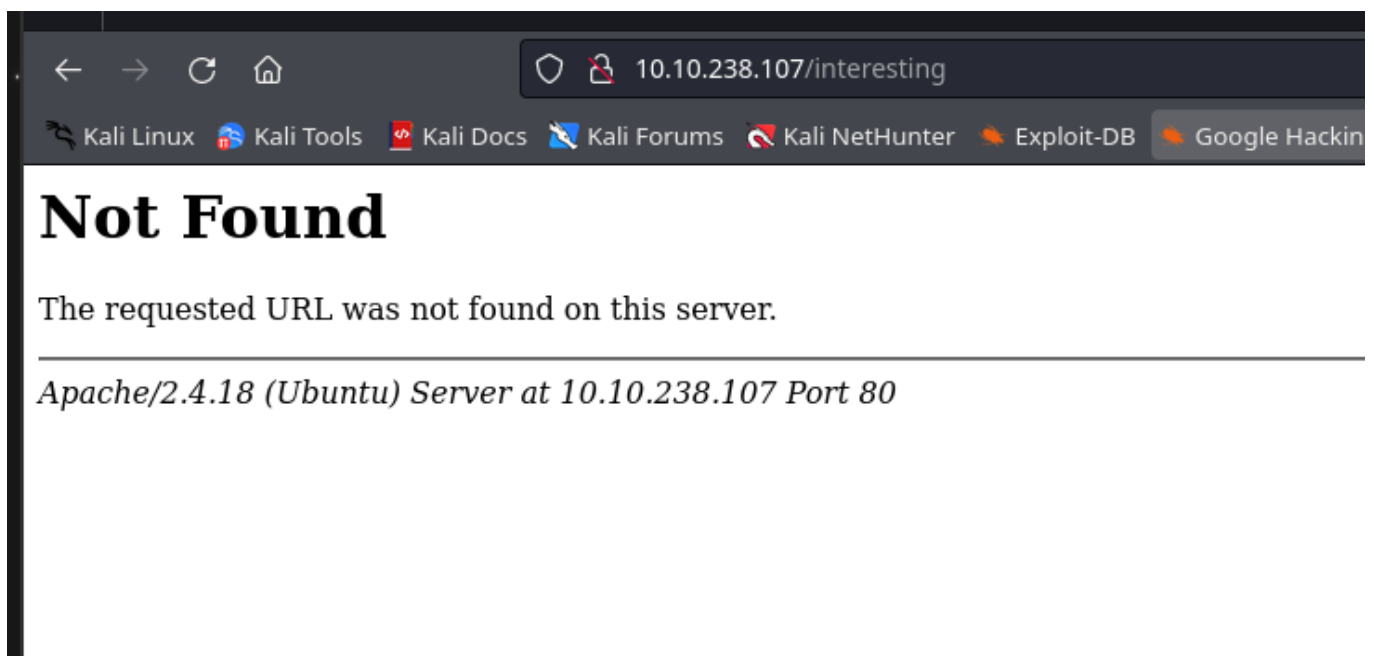 10.10.238.107/interesting
Kali Linux Kali Tools Kali Docs Kali Forums Kali NetHunter Exploit-DB Google Hackin
Not Found
The requested URL was not found on this server.
Apache/2.4.18 (Ubuntu) Server at 10.10.238.107 Port 80